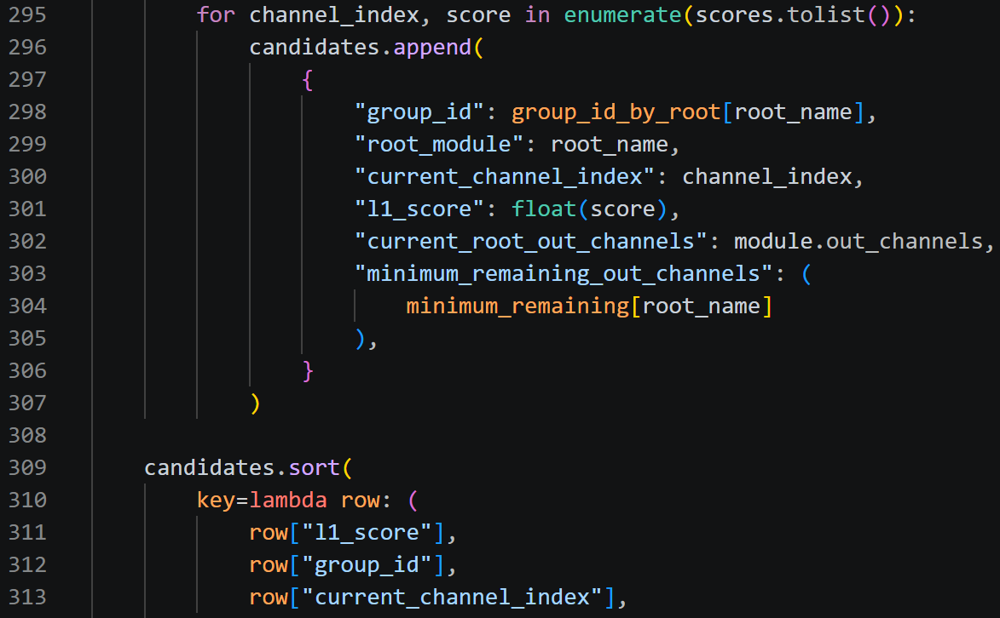 295 for channel_index, score in enumerate(scores.tolist()):
296 candidates.append(
297 {
298 "group_id": group_id_by_root[root_name],
299 "root_module": root_name,
300 "current_channel_index": channel_index,
301 "l1_score": float(score),
302 "current_root_out_channels": module.out_channels,
303 "minimum_remaining_out_channels": (
304 minimum_remaining[root_name]
305 ),
306 }
307 )
308
309 candidates.sort(
310 key=lambda row: (
311 row["l1_score"],
312 row["group_id"],
313 row["current_channel_index"],